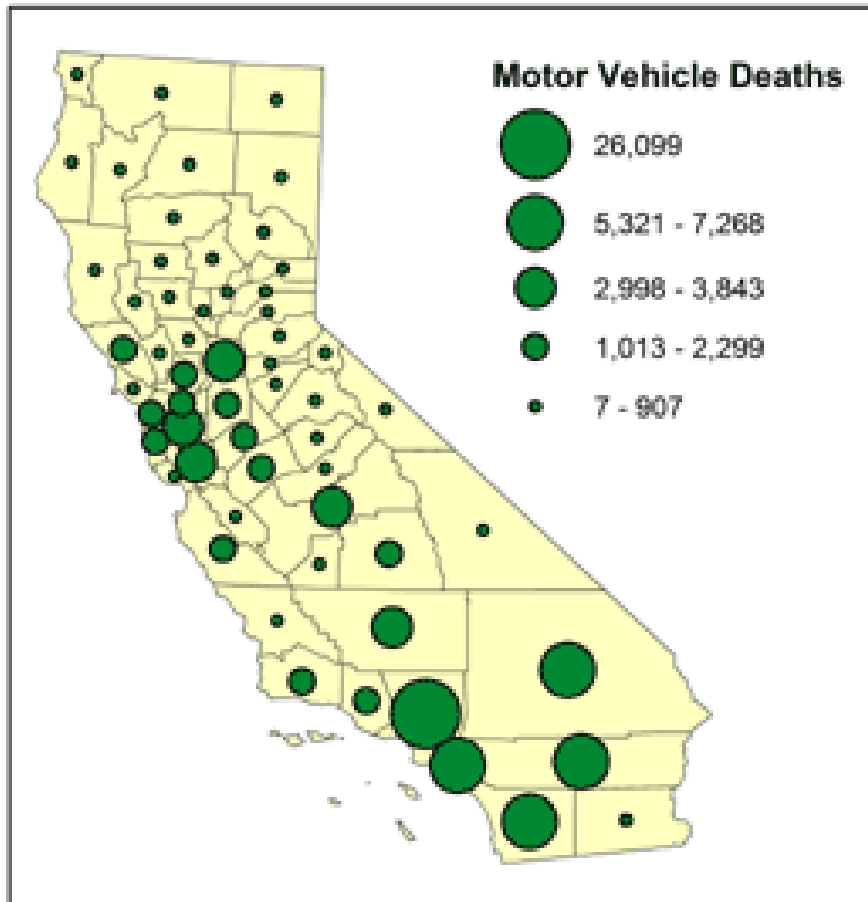 Motor Vehicle Deaths
26,099
5,321 - 7,268
2,998 - 3,843
1,013 - 2,299
7 - 907